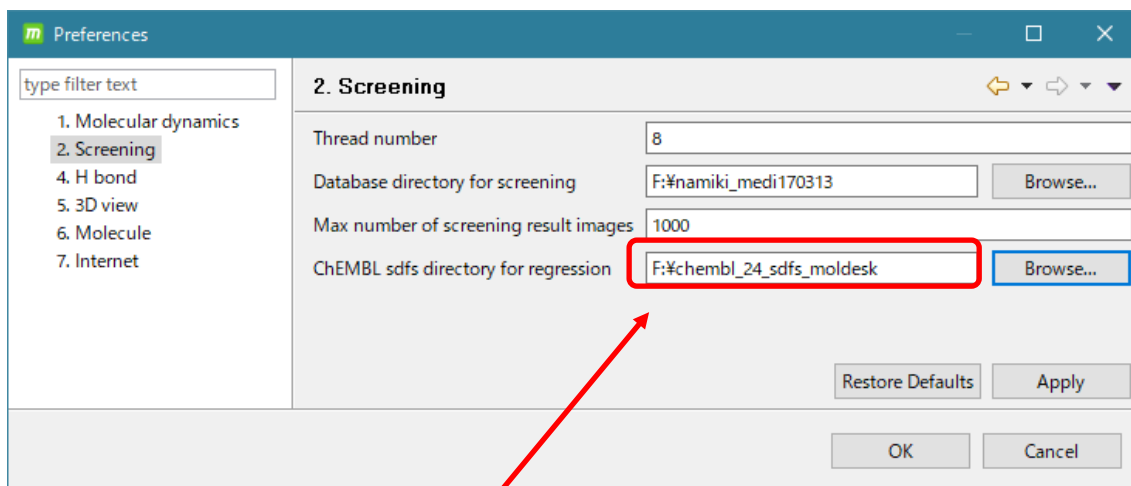 Preferences
type filter text
1. Molecular dynamics
2. Screening
4. H bond
5. 3D view
6. Molecule
7. Internet
2. Screening
Thread number 8
Database directory for screening F:¥namiki_medi170313 Browse...
Max number of screening result images 1000
ChEMBL sdfs directory for regression F:¥chembl_24_sdfs_moldesk Browse...
Restore Defaults Apply
OK Cancel